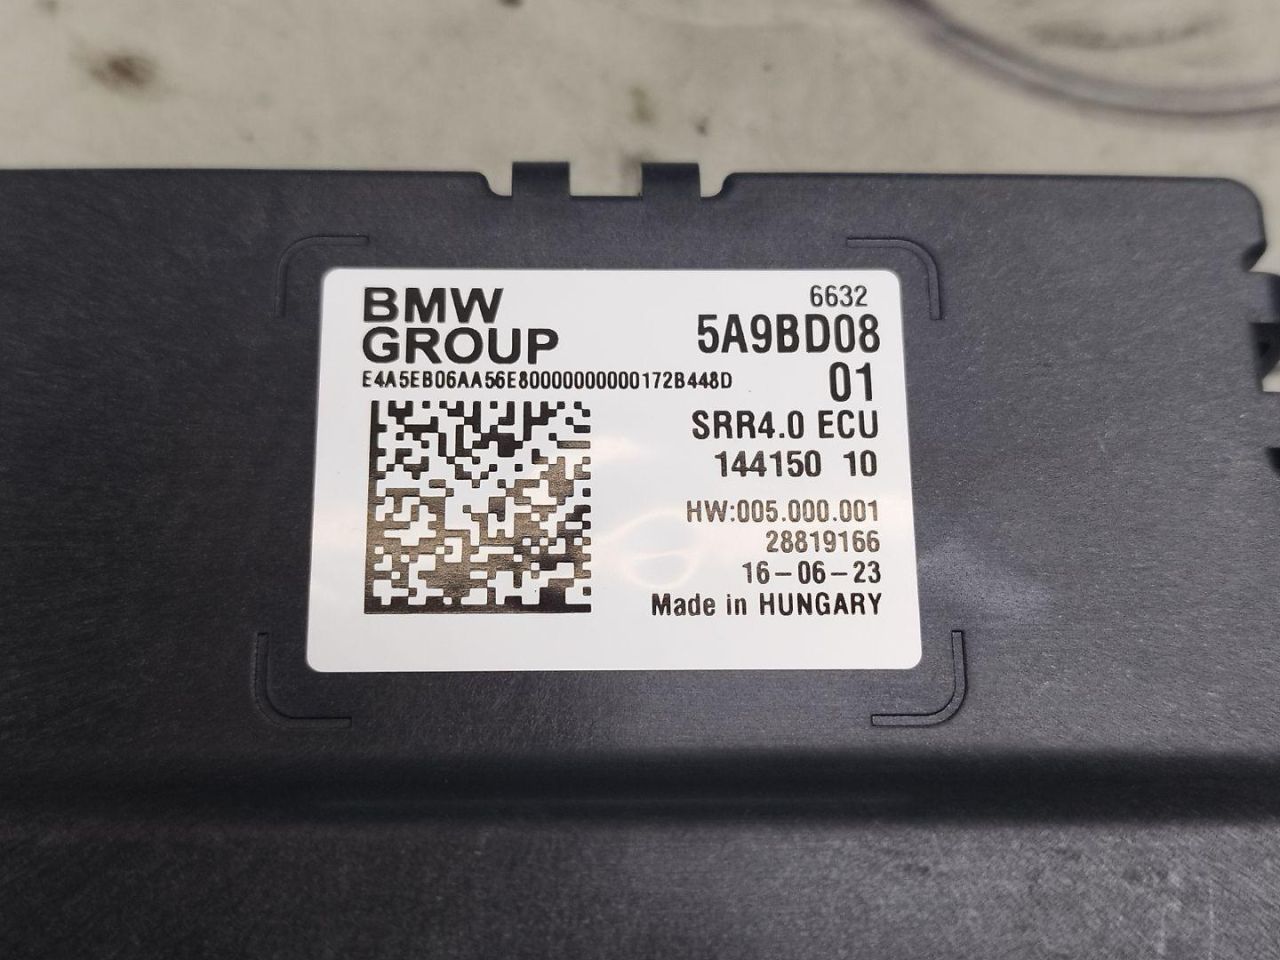 BMW
GROUP
6632
5A9BD08
01
E4A5EB06AA56E80000000000172B448D
SRR4.0 ECU
144150 10
HW:005.000.001
28819166
16-06-23
Made in HUNGARY